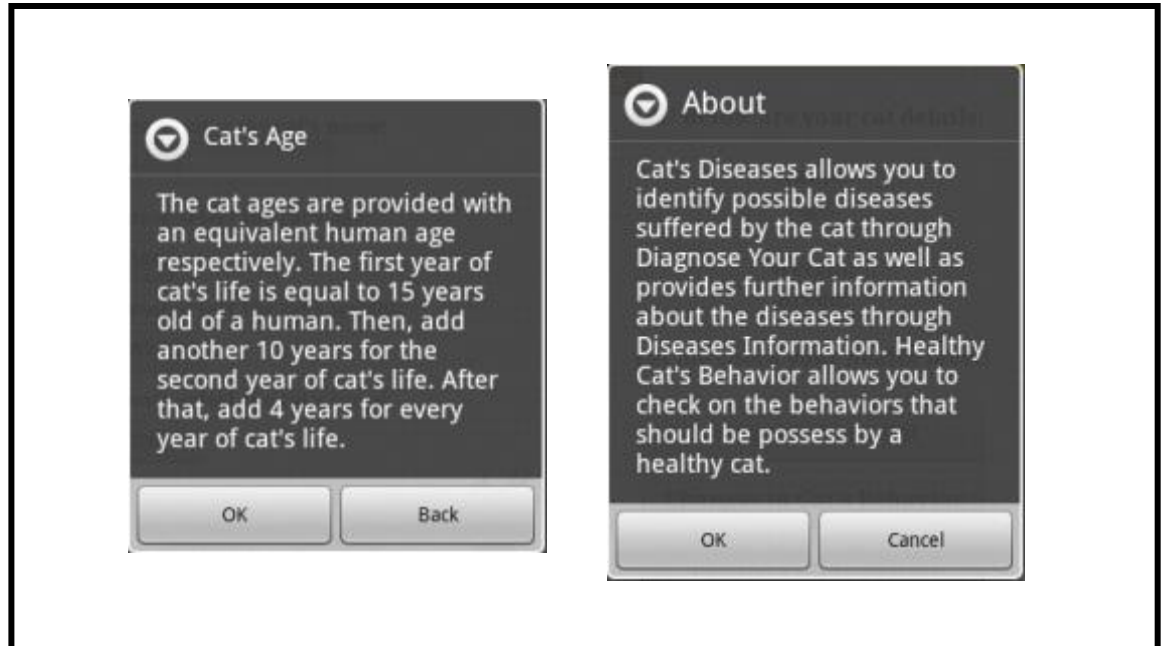 Cat's Age
The cat ages are provided with
an equivalent human age
respectively. The first year of
cat's life is equal to 15 years
old of a human. Then, add
another 10 years for the
second year of cat's life. After
that, add 4 years for every
year of cat's life.
OK
Back
About
Cat's Diseases allows you to
identify possible diseases
suffered by the cat through
Diagnose Your Cat as well as
provides further information
about the diseases through
Diseases Information. Healthy
Cat's Behavior allows you to
check on the behaviors that
should be possess by a
healthy cat.
OK
Cancel